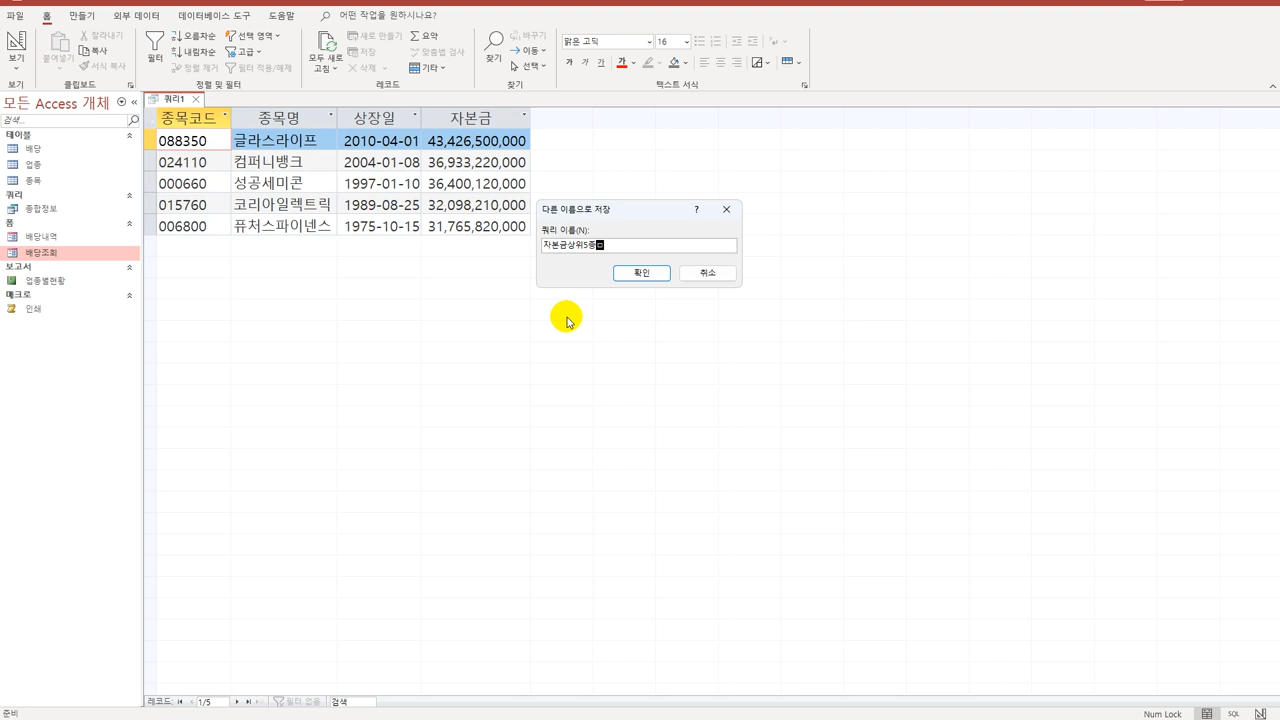 파일 홈 만들기 외부 데이터 데이터베이스 도구 도움말 어떤 작업을 원하시나요?
보기
붙여넣기
잘라내기
복사
서식 복사
클립보드
필터
오름차순
내림차순
정렬 제거
선택 영역
고급
필터 적용/해제
정렬 및 필터
모두 새로 고침
새로 만들기
저장
삭제
요약
맞춤법 검사
기타
레코드
찾기
바꾸기
이동
선택
찾기
맑은 고딕 16
가 가 가 가
텍스트 서식
모든 Access 개체
검색...
테이블
배당
업종
종목
쿼리
종합정보
폼
배당내역
배당조회
보고서
업종별현황
매크로
인쇄
쿼리1
종목코드 종목명 상장일 자본금
088350 글라스라이프 2010-04-01 43,426,500,000
024110 컴퍼니뱅크 2004-01-08 36,933,220,000
000660 성공세미콘 1997-01-10 36,400,120,000
015760 코리아일렉트릭 1989-08-25 32,098,210,000
006800 퓨처스파이넨스 1975-10-15 31,765,820,000
다른 이름으로 저장 ?
쿼리 이름(N):
자본금상위5종ㅁ
확인 취소
레코드: 1/5 필터 없음 검색
준비 Num Lock SQL